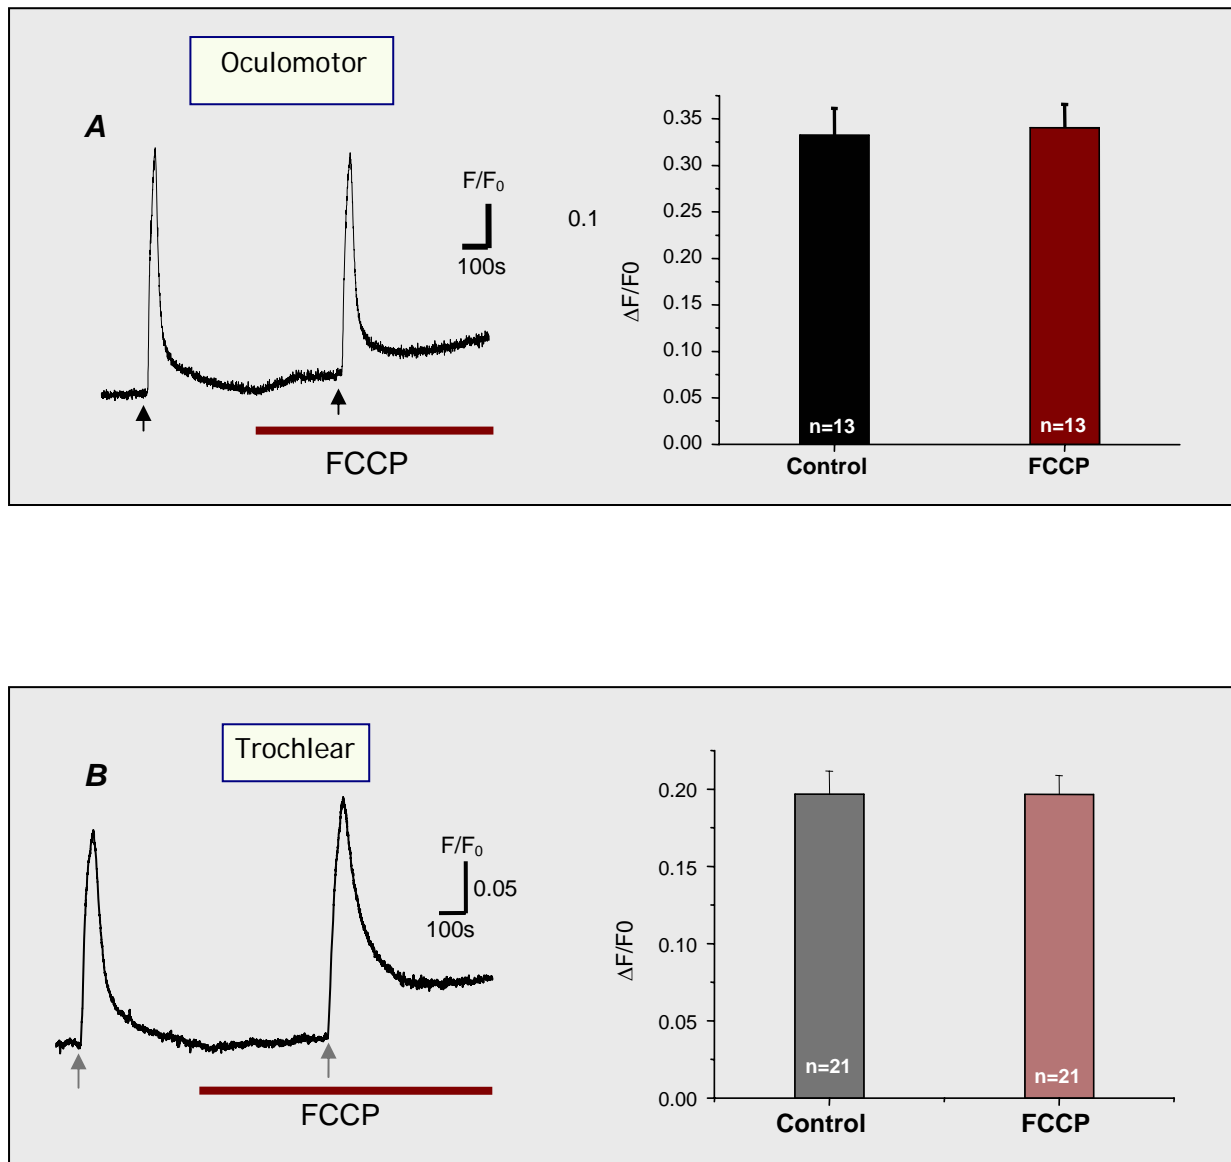 Oculomotor
A
F/F₀
0.1
100s
FCCP
ΔF/F0
0.35
0.30
0.25
0.20
0.15
0.10
0.05
0.00
n=13
n=13
Control
FCCP
Trochlear
B
F/F₀
0.05
100s
FCCP
ΔF/F0
0.20
0.15
0.10
0.05
0.00
n=21
n=21
Control
FCCP